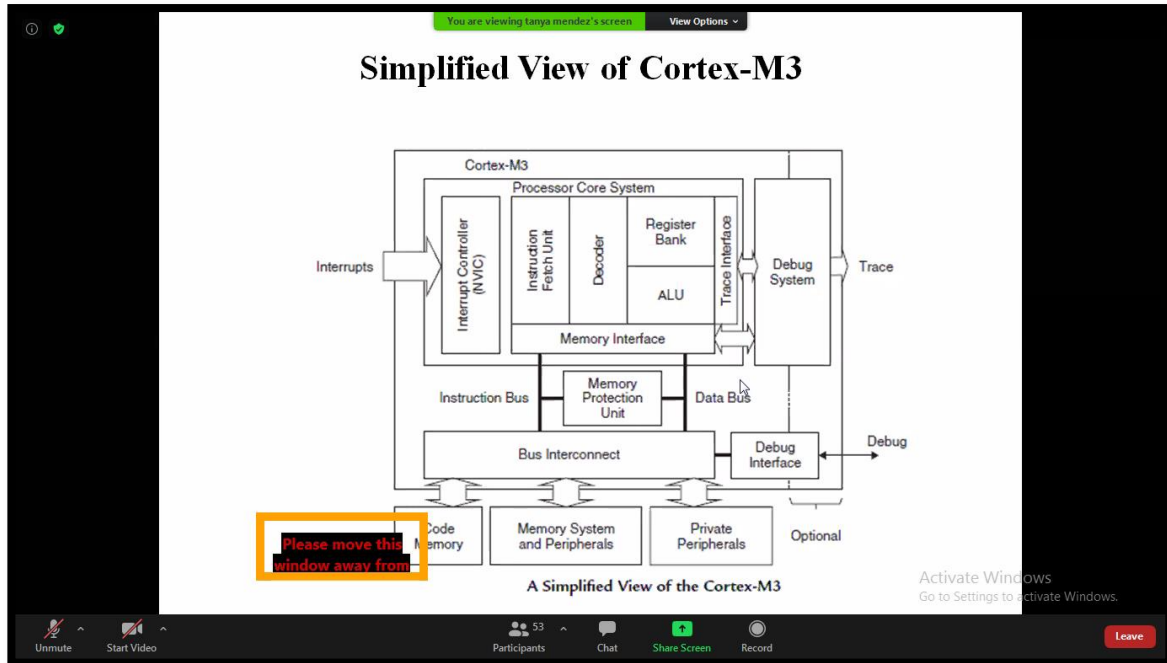 You are viewing tanya mendez's screen
View Options
Simplified View of Cortex-M3
Cortex-M3
Processor Core System
Interrupts
Interrupt Controller
(NVIC)
Instruction
Fetch Unit
Decoder
Register
Bank
ALU
Trace Interface
Debug
System
Trace
Memory Interface
Instruction Bus
Memory
Protection
Unit
Data Bus
Bus Interconnect
Debug
Interface
Debug
Code
Memory
Memory System
and Peripherals
Private
Peripherals
Optional
Please move this
window away from
A Simplified View of the Cortex-M3
Activate Windows
Go to Settings to activate Windows.
Unmute
Start Video
53
Participants
Chat
Share Screen
Record
Leave